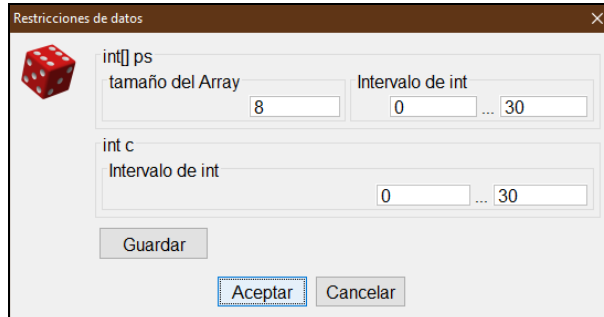 Restricciones de datos
int[] ps
tamaño del Array
Intervalo de int
8
0 ... 30
int c
Intervalo de int
0 ... 30
Guardar
Aceptar
Cancelar